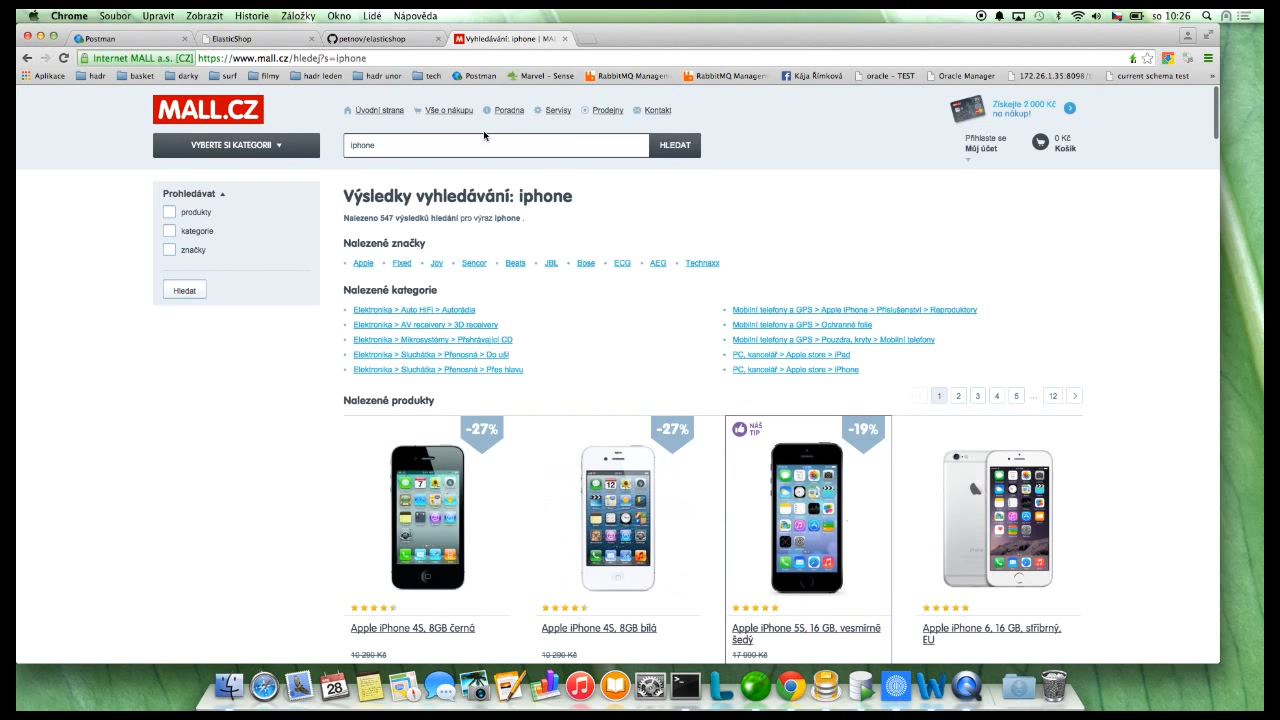 Chrome Soubor Upravit Zobrazit Historie Záložky Okno Lidé Nápověda so 10:26
Postman ElasticShop petnov/elasticshop Vyhledávání: iphone | MAL
Internet MALL a.s. [CZ] https://www.mall.cz/hledej?s=iphone
Aplikace hadr basket darky surf filmy hadr leden hadr unor tech Postman Marvel - Sense RabbitMQ Managem RabbitMQ Managem Kája Římková oracle - TEST Oracle Manager 172.26.1.35:8098/ current schema test »
MALL.CZ
Úvodní strana Vše o nákupu Poradna Servisy Prodejny Kontakt
Získejte 2 000 Kč
na nákup!
VYBERTE SI KATEGORII
iphone
HLEDAT
Přihlaste se
Můj účet
0 Kč
Košík
Prohledávat
produkty
kategorie
značky
Hledat
Výsledky vyhledávání: iphone
Nalezeno 547 výsledků hledání pro výraz iphone .
Nalezené značky
Apple Fixed Joy Sencor Beats JBL Bose ECG AEG Technaxx
Nalezené kategorie
Elektronika > Auto HiFi > Autorádia
Elektronika > AV receivery > 3D receivery
Elektronika > Mikrosystémy > Přehrávající CD
Elektronika > Sluchátka > Přenosná > Do uší
Elektronika > Sluchátka > Přenosná > Přes hlavu
Mobilní telefony a GPS > Apple iPhone > Příslušenství > Reproduktory
Mobilní telefony a GPS > Ochranné folie
Mobilní telefony a GPS > Pouzdra, kryty > Mobilní telefony
PC, kancelář > Apple store > iPad
PC, kancelář > Apple store > iPhone
Nalezené produkty
1 2 3 4 5 ... 12
-27%
-27%
NÁŠ
TIP
-19%
Apple iPhone 4S, 8GB černá
10 290 Kč
Apple iPhone 4S, 8GB bílá
10 290 Kč
Apple iPhone 5S, 16 GB, vesmírně
šedý
17 990 Kč
Apple iPhone 6, 16 GB, stříbrný,
EU
28